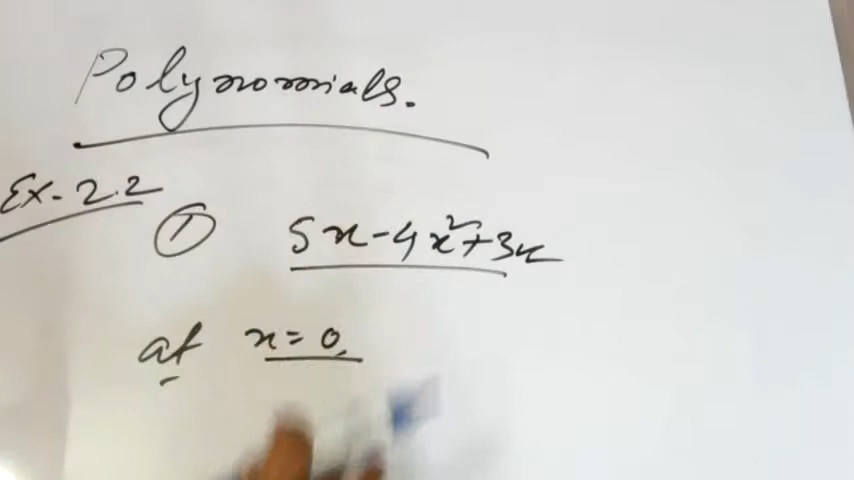 Polynomials.
Ex-2.2
① 5x-4x²+3x
at x=0